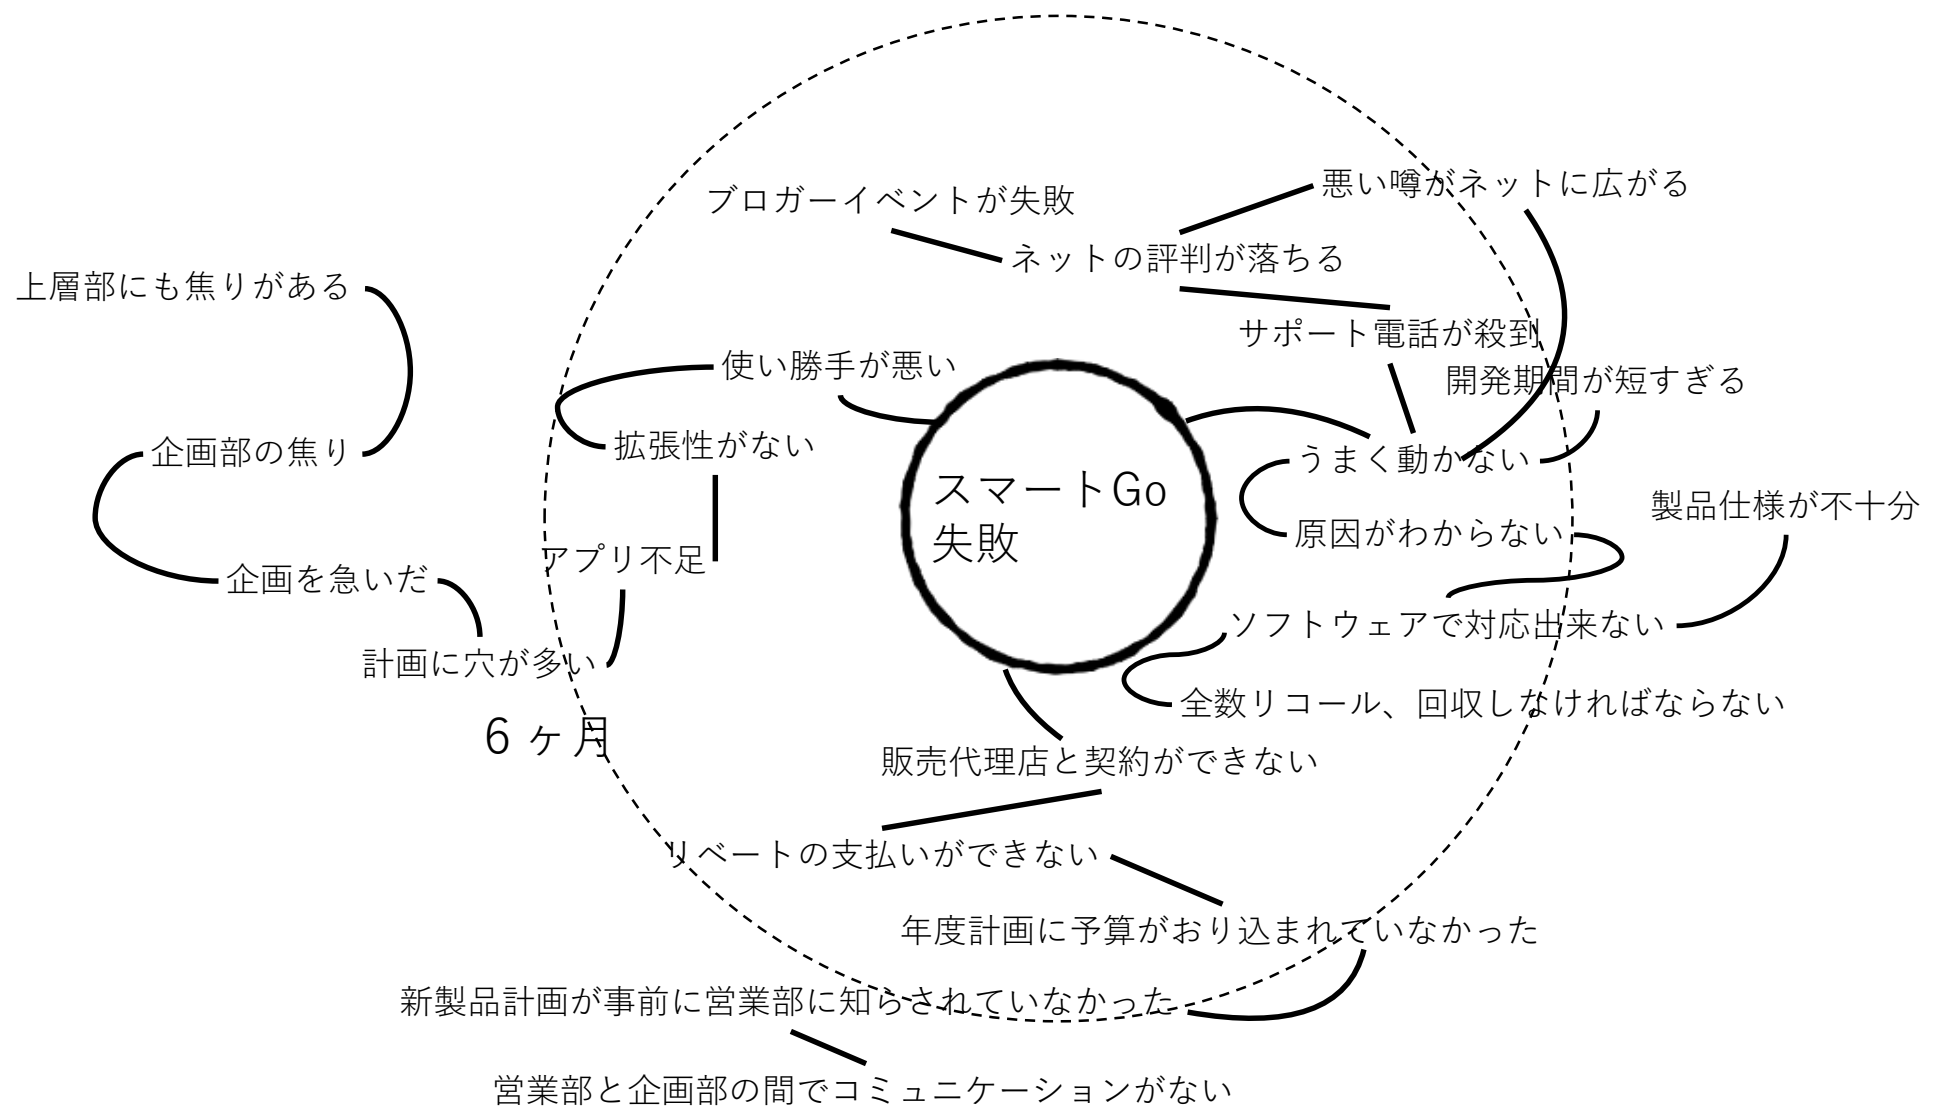 悪い噂がネットに広がる
ブロガーイベントが失敗
ネットの評判が落ちる
上層部にも焦りがある
サポート電話が殺到
使い勝手が悪い
開発期間が短すぎる
拡張性がない
企画部の焦り
うまく動かない
スマートGo
失敗
製品仕様が不十分
原因がわからない
アプリ不足
企画を急いだ
ソフトウェアで対応出来ない
計画に穴が多い
全数リコール、回収しなければならない
6ヶ月
販売代理店と契約ができない
リベートの支払いができない
年度計画に予算がおり込まれていなかった
新製品計画が事前に営業部に知らされていなかった
営業部と企画部の間でコミュニケーションがない